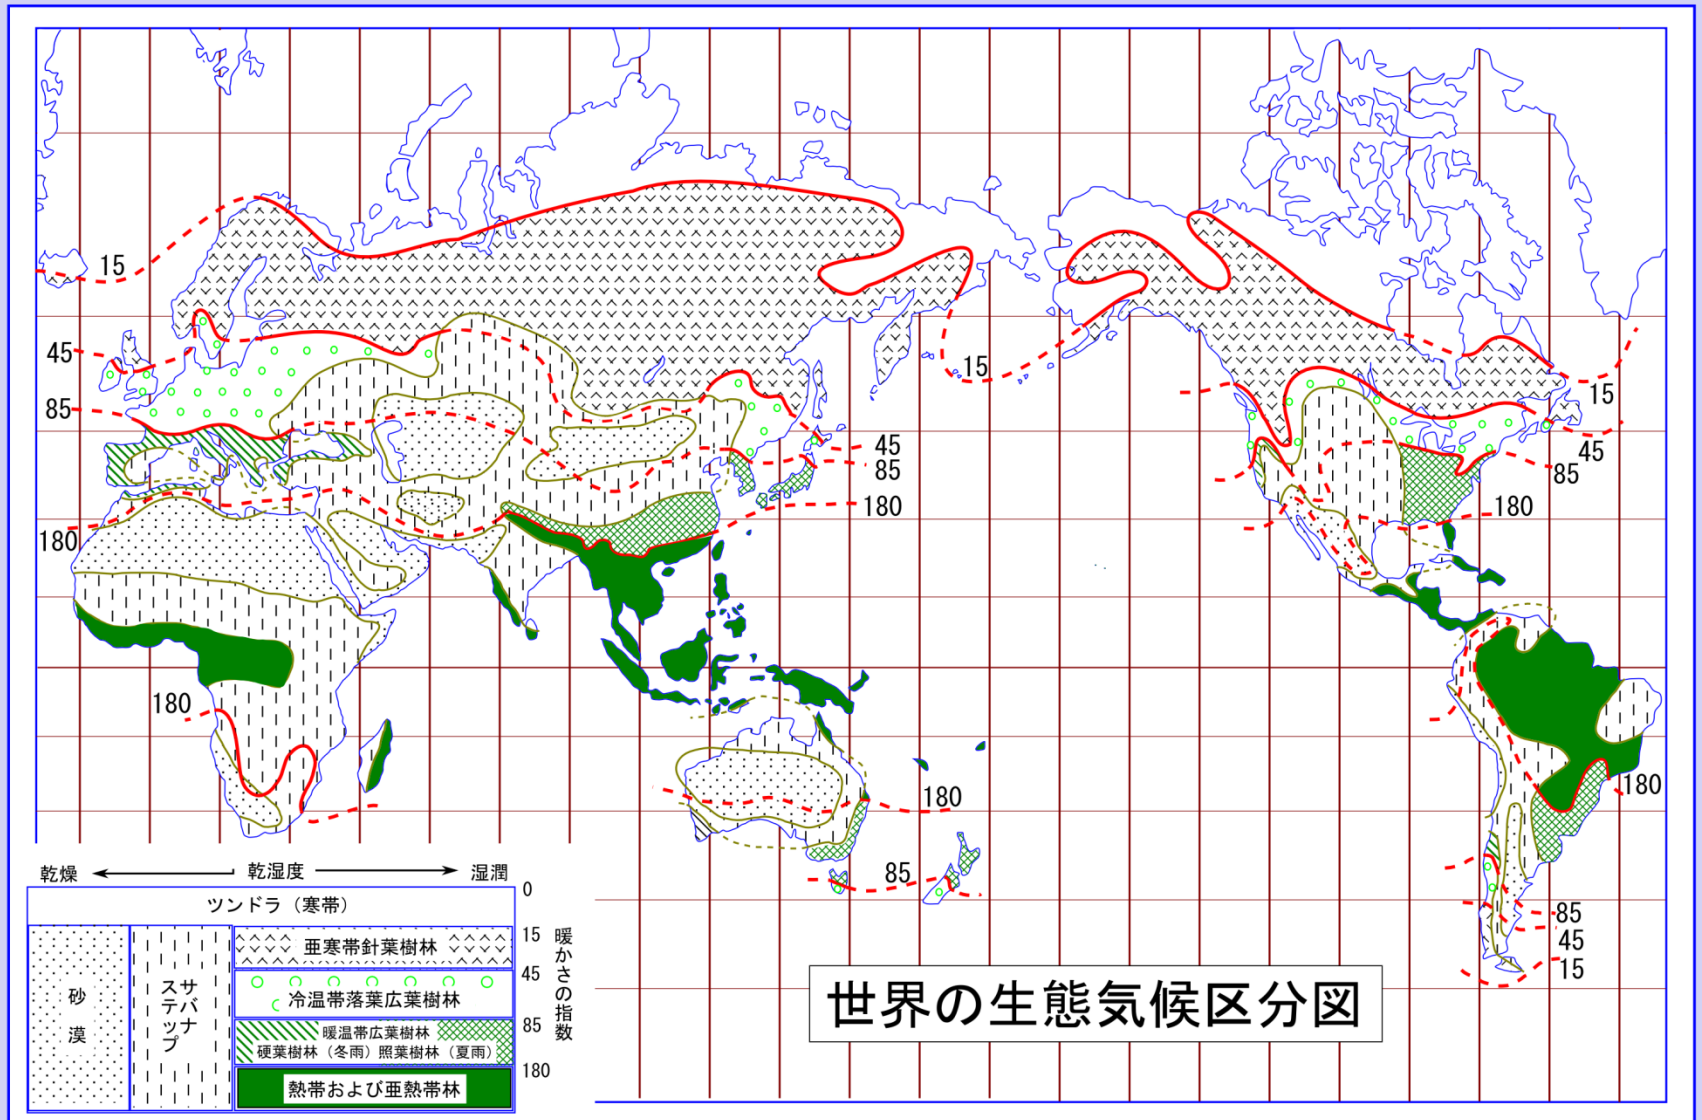 15
45
85
180
15
45
85
180
15
45
85
180
180
180
85
180
85
45
15
世界の生態気候区分図
乾燥 乾湿度 湿潤
ツンドラ（寒帯）
亜寒帯針葉樹林
冷温帯落葉広葉樹林
暖温帯広葉樹林
硬葉樹林（冬雨）照葉樹林（夏雨）
熱帯および亜熱帯林
砂漠
サバナ
ステップ
0
15
45
85
180
暖かさの指数